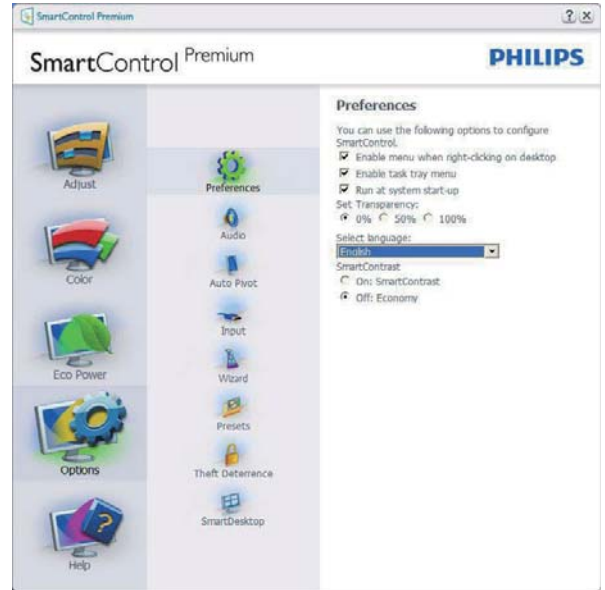 SmartControl Premium
SmartControl Premium
PHILIPS
Adjust
Color
Eco Power
Options
Help
Preferences
Audio
Auto Pivot
Input
Wizard
Presets
Theft Deterrence
SmartDesktop
Preferences
You can use the following options to configure
SmartControl.
Enable menu when right-clicking on desktop
Enable task tray menu
Run at system start-up
Set Transparency:
0% 50% 100%
Select language:
English
SmartContrast
On: SmartContrast
Off: Economy